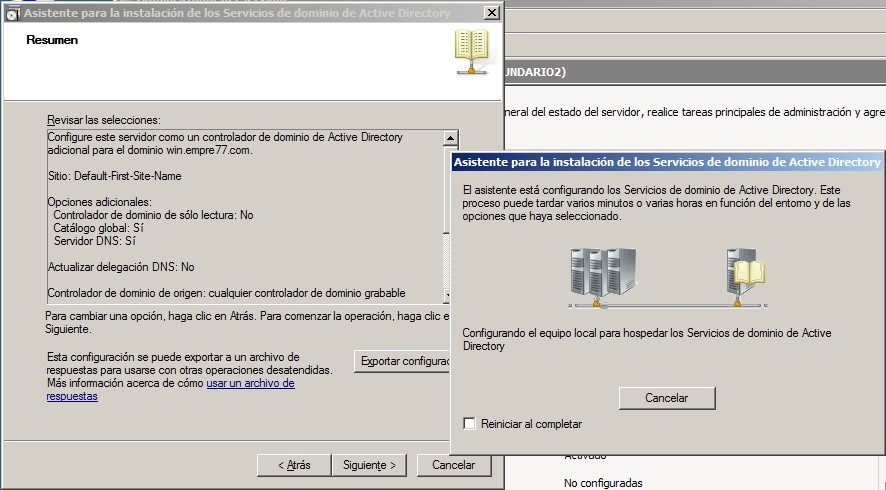 Asistente para la instalación de los Servicios de dominio de Active Directory
Resumen
Revisar las selecciones:
Configure este servidor como un controlador de dominio de Active Directory
adicional para el dominio win.empre77.com.
Sitio: Default-First-Site-Name
Opciones adicionales:
Controlador de dominio de sólo lectura: No
Catálogo global: Sí
Servidor DNS: Sí
Actualizar delegación DNS: No
Controlador de dominio de origen: cualquier controlador de dominio grabable
Para cambiar una opción, haga clic en Atrás. Para comenzar la operación, haga clic e
Siguiente.
Esta configuración se puede exportar a un archivo de
respuestas para usarse con otras operaciones desatendidas.
Más información acerca de cómo usar un archivo de
respuestas
Exportar configurac
< Atrás
Siguiente >
Cancelar
UNDARIO2)
neral del estado del servidor, realice tareas principales de administración y agre
Asistente para la instalación de los Servicios de dominio de Active Directory
El asistente está configurando los Servicios de dominio de Active Directory. Este
proceso puede tardar varios minutos o varias horas en función del entorno y de las
opciones que haya seleccionado.
Configurando el equipo local para hospedar los Servicios de dominio de Active
Directory
Cancelar
Reiniciar al completar
Activado
No configuradas